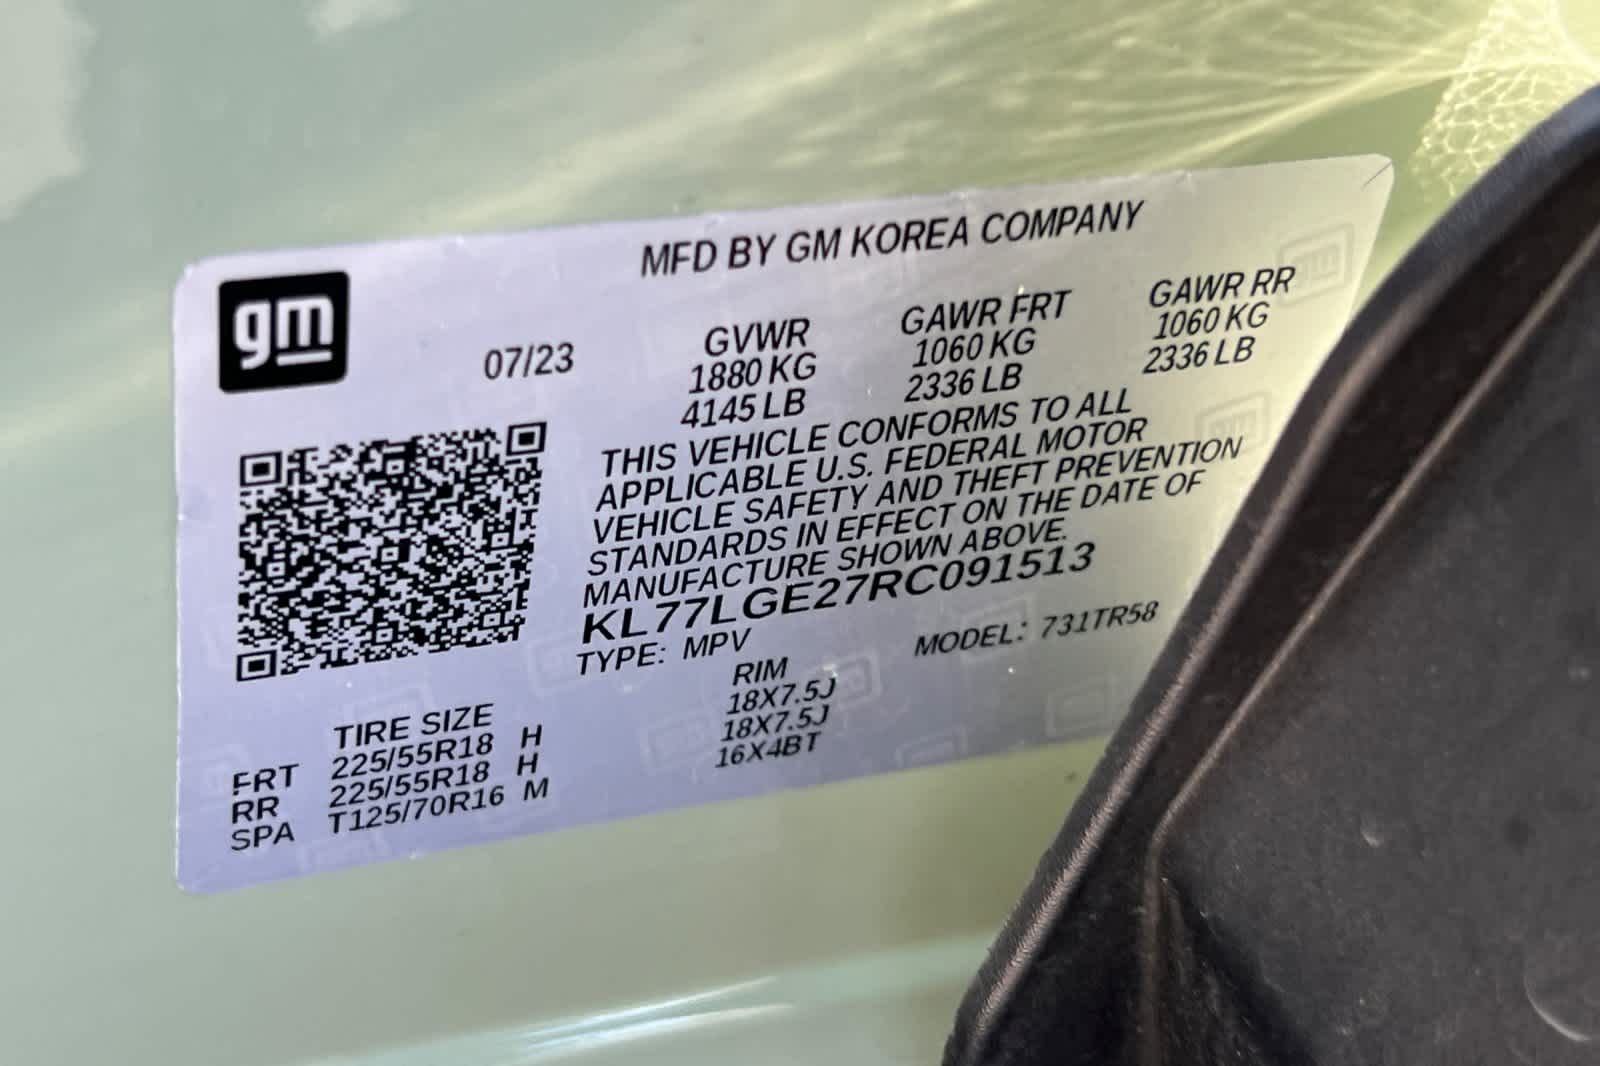 MFD BY GM KOREA COMPANY
gm
07/23
GVWR GAWR FRT GAWR RR
1880 KG 1060 KG 1060 KG
4145 LB 2336 LB 2336 LB
THIS VEHICLE CONFORMS TO ALL
APPLICABLE U.S. FEDERAL MOTOR
VEHICLE SAFETY AND THEFT PREVENTION
STANDARDS IN EFFECT ON THE DATE OF
MANUFACTURE SHOWN ABOVE.
KL77LGE27RC091513
TYPE: MPV MODEL: 731TR58
TIRE SIZE RIM
FRT 225/55R18 H 18X7.5J
RR 225/55R18 H 18X7.5J
SPA T125/70R16 M 16X4BT